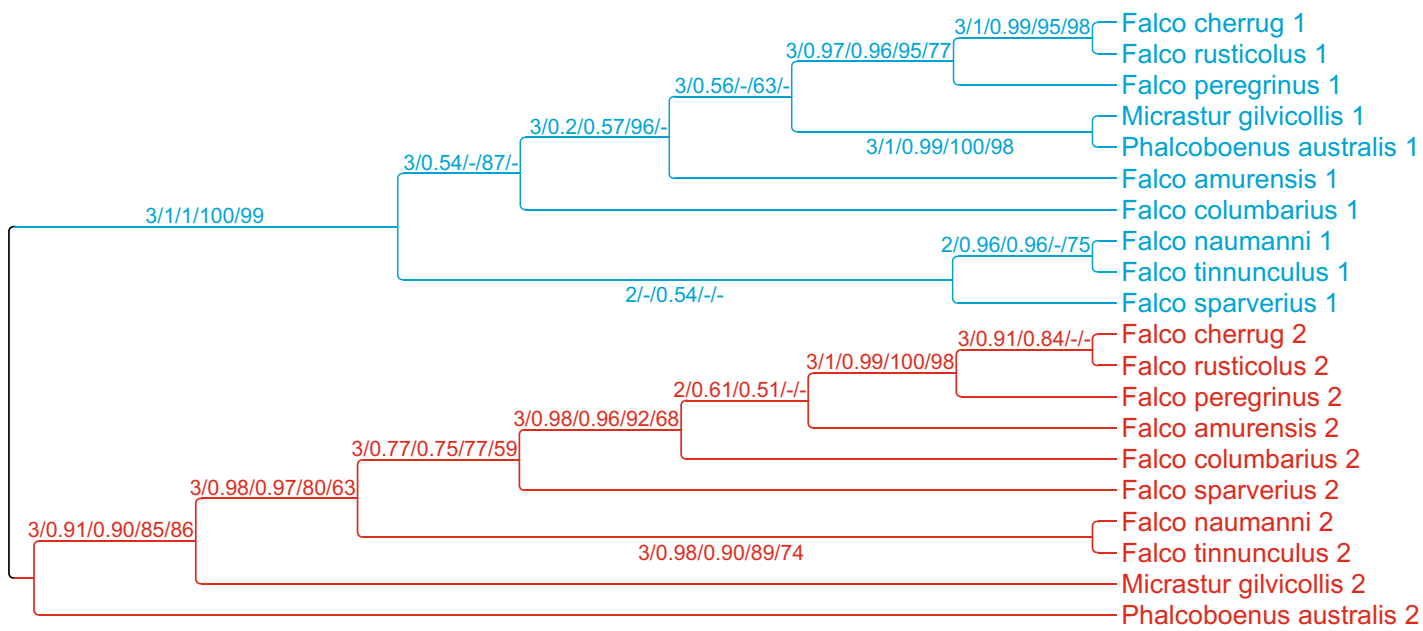 3/1/0.99/95/98 Falco cherrug 1
3/0.97/0.96/95/77 Falco rusticolus 1
3/0.56/-/63/- Falco peregrinus 1
3/0.2/0.57/96/- Micrastur gilvicollis 1
3/1/0.99/100/98 Phalcoboenus australis 1
3/0.54/-/87/- Falco amurensis 1
3/1/1/100/99 Falco columbarius 1
2/0.96/0.96/-/75 Falco naumanni 1
Falco tinnunculus 1
2/-/0.54/-/- Falco sparverius 1
3/0.91/0.84/-/- Falco cherrug 2
3/1/0.99/100/98 Falco rusticolus 2
2/0.61/0.51/-/- Falco peregrinus 2
3/0.98/0.96/92/68 Falco amurensis 2
3/0.77/0.75/77/59 Falco columbarius 2
3/0.98/0.97/80/63 Falco sparverius 2
3/0.91/0.90/85/86 Falco naumanni 2
3/0.98/0.90/89/74 Falco tinnunculus 2
Micrastur gilvicollis 2
Phalcoboenus australis 2